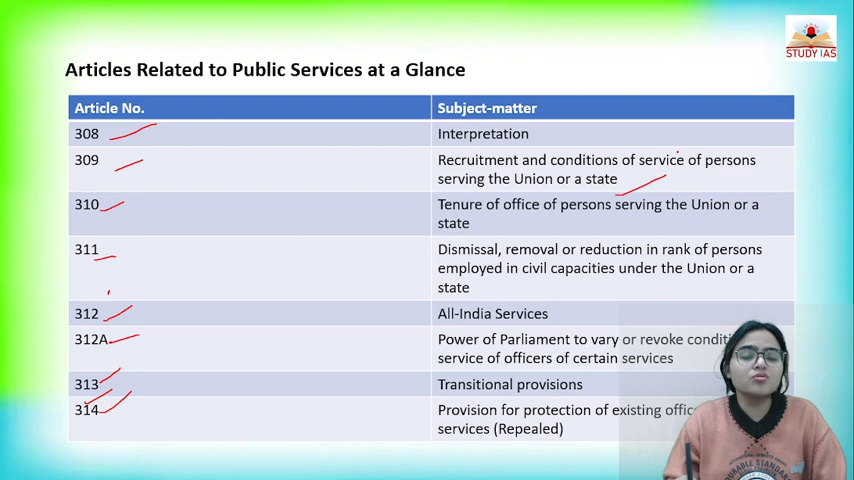 STUDY IAS
Articles Related to Public Services at a Glance
Article No. Subject-matter
308 Interpretation
309 Recruitment and conditions of service of persons
serving the Union or a state
310 Tenure of office of persons serving the Union or a
state
311 Dismissal, removal or reduction in rank of persons
employed in civil capacities under the Union or a
state
312 All-India Services
312A Power of Parliament to vary or revoke
service of officers of certain services
313 Transitional provisions
314 Provision for protection of existing
services (Repealed)